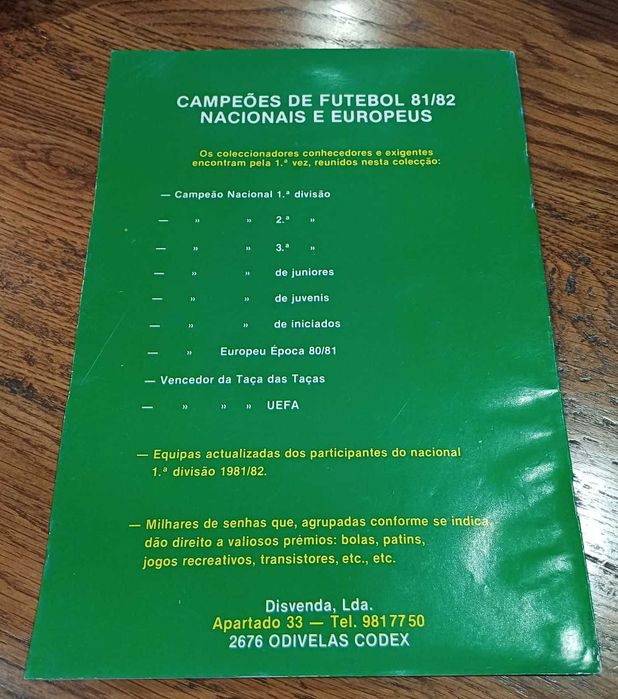 CAMPEÕES DE FUTEBOL 81/82
NACIONAIS E EUROPEUS
Os coleccionadores conhecedores e exigentes
encontram pela 1.ª vez, reunidos nesta colecção:
— Campeão Nacional 1.ª divisão
— » » 2.ª »
— » » 3.ª »
— » » de juniores
— » » de juvenis
— » » de iniciados
— » Europeu Época 80/81
— Vencedor da Taça das Taças
— » » » UEFA
— Equipas actualizadas dos participantes do nacional
1.ª divisão 1981/82.
— Milhares de senhas que, agrupadas conforme se indica,
dão direito a valiosos prémios: bolas, patins,
jogos recreativos, transistores, etc., etc.
Disvenda, Lda.
Apartado 33 — Tel. 9817750
2676 ODIVELAS CODEX